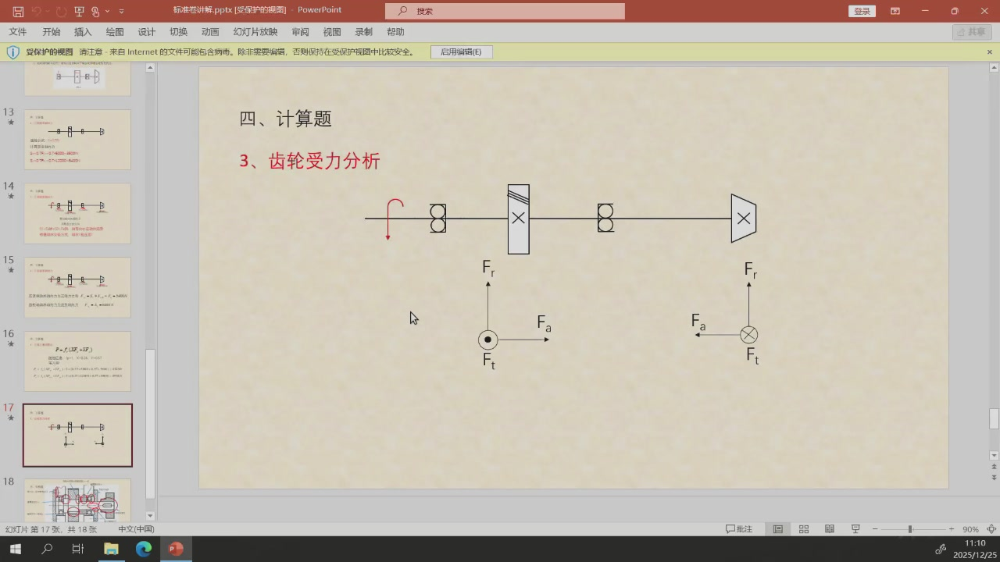 标准卷讲解.pptx [受保护的视图] - PowerPoint
搜索
登录
文件 开始 插入 绘图 设计 切换 动画 幻灯片放映 审阅 视图 录制 帮助
共享
受保护的视图 请注意 - 来自 Internet 的文件可能包含病毒。除非需要编辑，否则保持在受保护视图中比较安全。 启用编辑(E)
13
14
15
16
17
18
四、计算题
3、齿轮受力分析
Fr
Fa
Ft
Fr
Fa
Ft
幻灯片 第 17 张，共 18 张 中文(中国) 批注 90%
11:10
2025/12/25